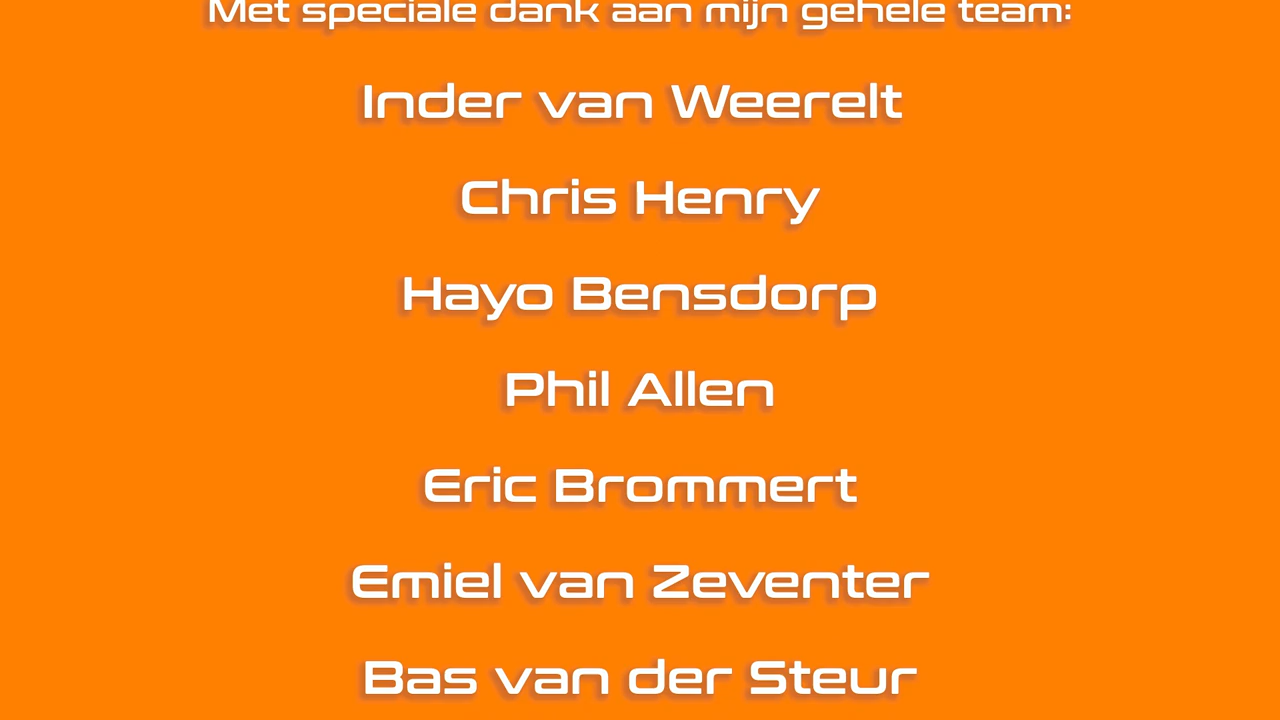 Met speciale dank aan mijn gehele team:
Inder van Weerelt
Chris Henry
Hayo Bensdorp
Phil Allen
Eric Brommert
Emiel van Zeventer
Bas van der Steur